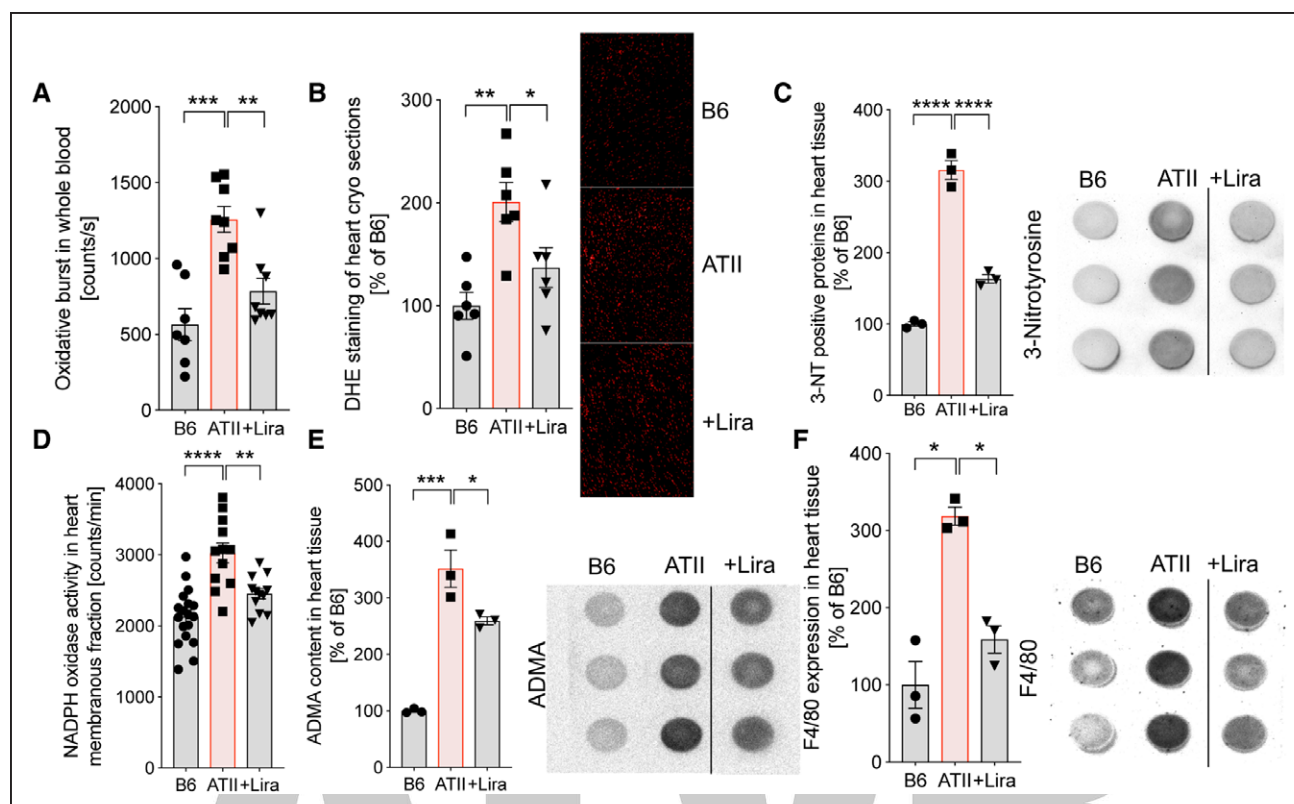 A
Oxidative burst in whole blood
[counts/s]
2000
1500
1000
500
0
*** **
B6 ATII +Lira
B
DHE staining of heart cryo sections
[% of B6]
300
200
100
0
** *
B6 ATII +Lira
B6
ATII
+Lira
C
3-NT positive proteins in heart tissue
[% of B6]
400
300
200
100
0
**** ****
B6 ATII +Lira
3-Nitrotyrosine
B6 ATII +Lira
D
NADPH oxidase activity in heart
membranous fraction [counts/min]
4000
3000
2000
1000
0
**** **
B6 ATII +Lira
E
ADMA content in heart tissue
[% of B6]
500
400
300
200
100
0
*** *
B6 ATII +Lira
ADMA
B6 ATII +Lira
F
F4/80 expression in heart tissue
[% of B6]
400
300
200
100
0
* *
B6 ATII +Lira
F4/80
B6 ATII +Lira